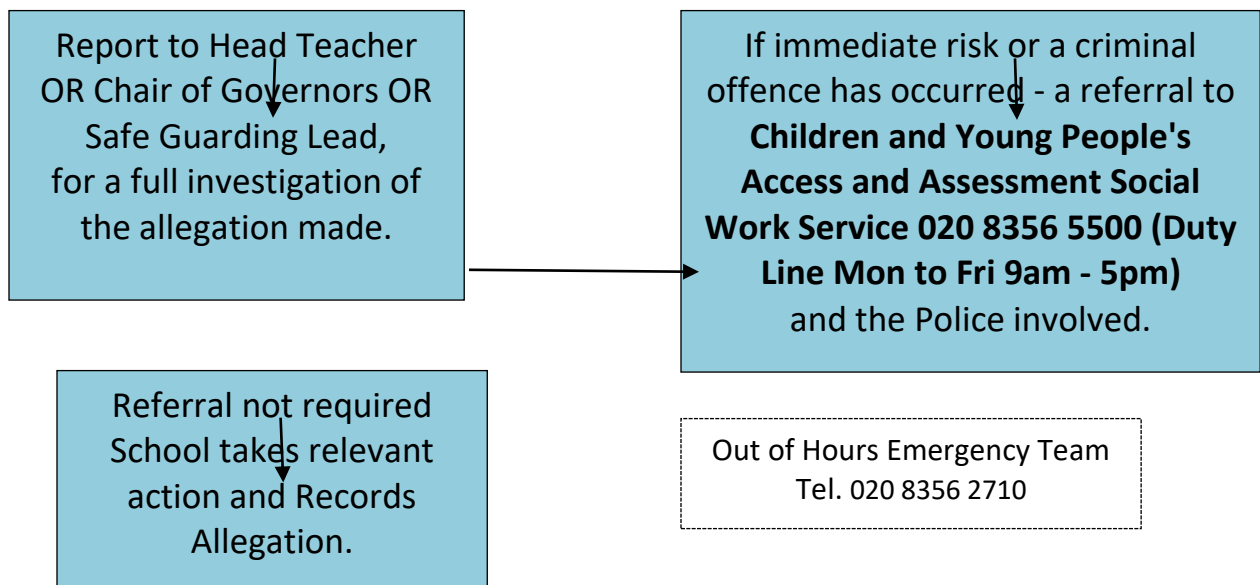 Report to Head Teacher
OR Chair of Governors OR
Safe Guarding Lead,
for a full investigation of
the allegation made.
If immediate risk or a criminal
offence has occurred - a referral to
Children and Young People's
Access and Assessment Social
Work Service 020 8356 5500 (Duty
Line Mon to Fri 9am - 5pm)
and the Police involved.
Referral not required
School takes relevant
action and Records
Allegation.
Out of Hours Emergency Team
Tel. 020 8356 2710